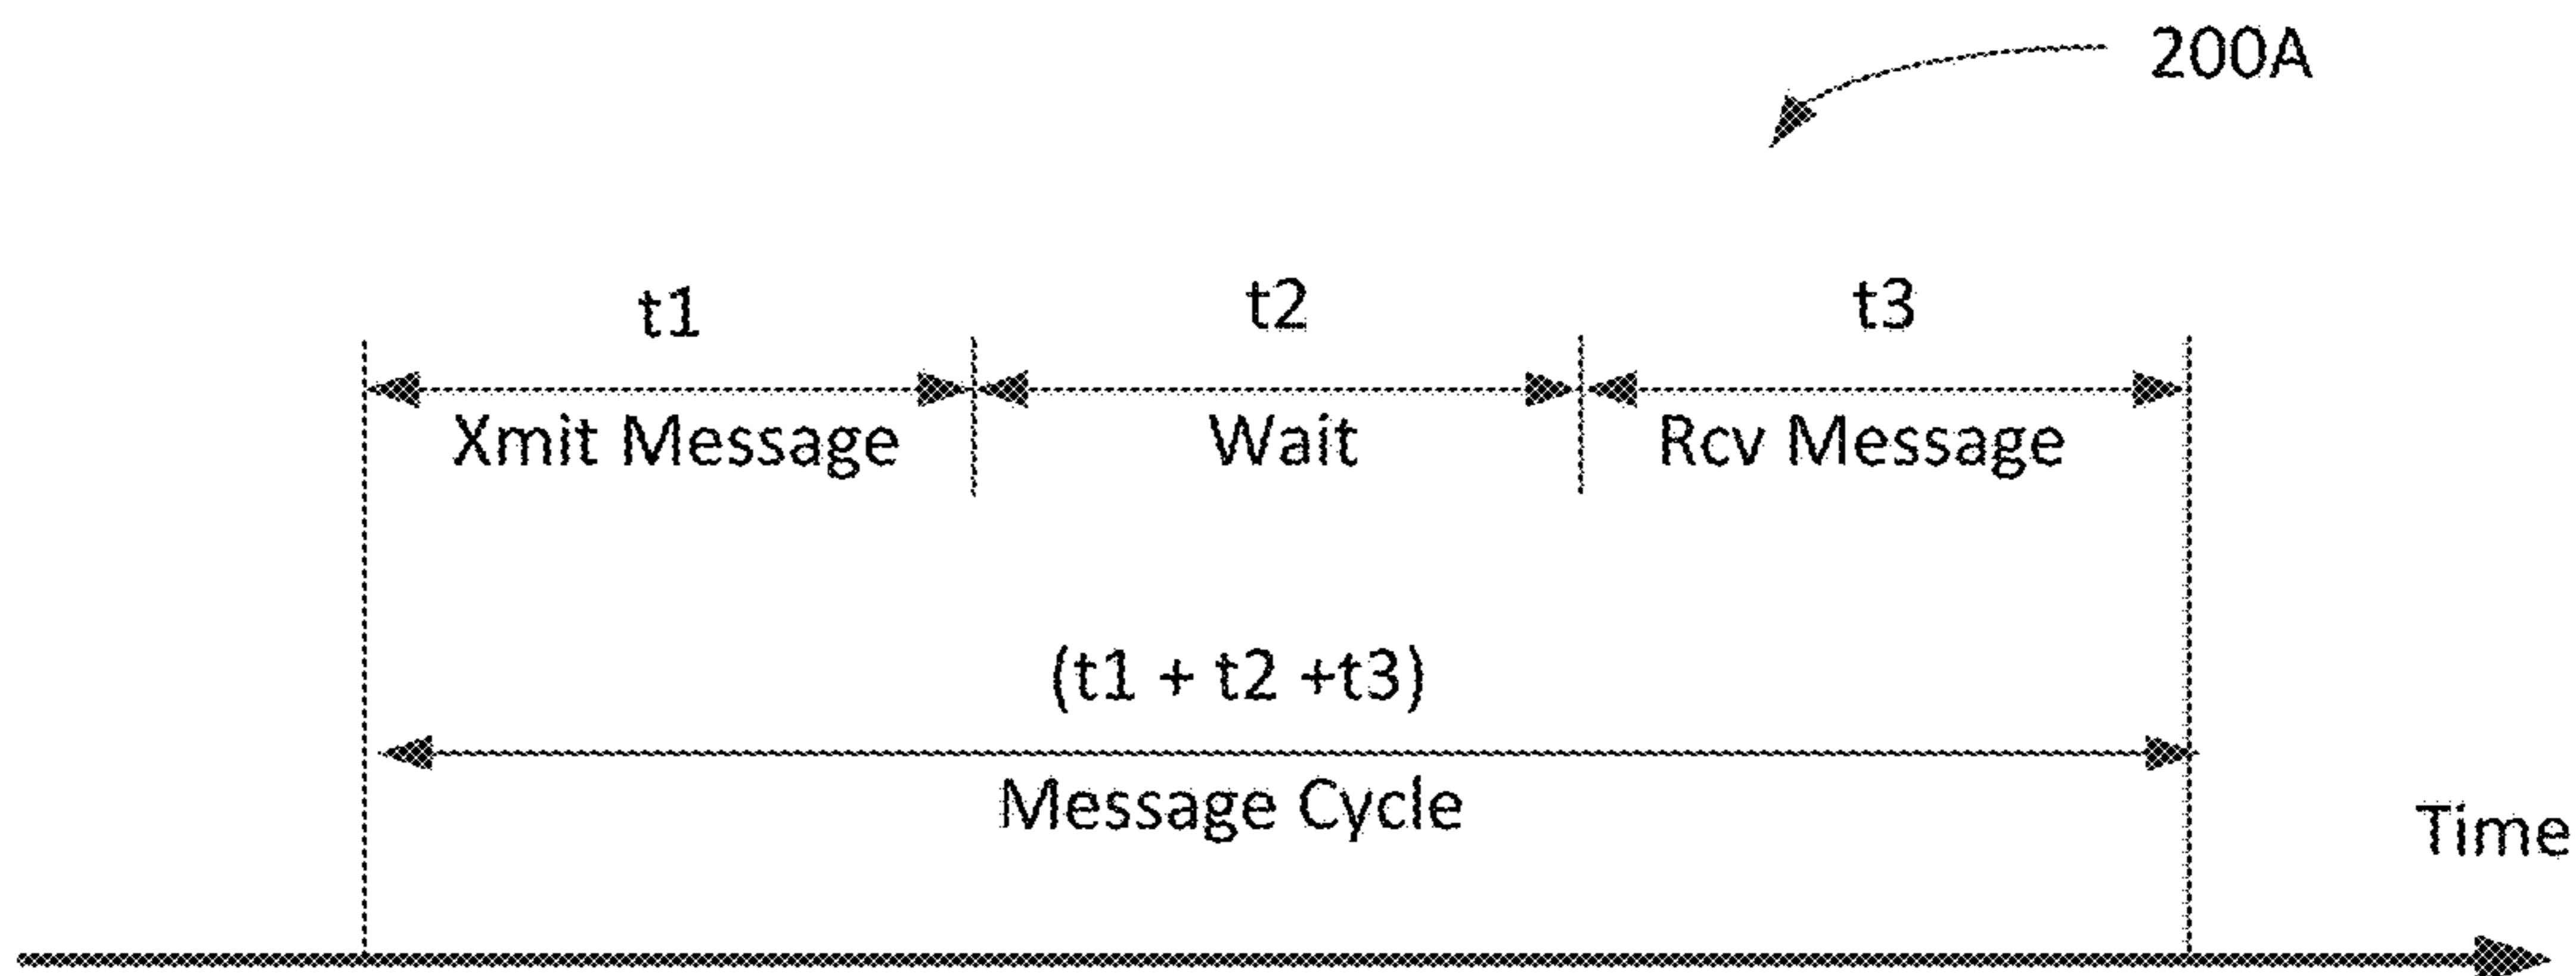 200A
t1 t2 t3
Xmit Message Wait Rcv Message
(t1 + t2 +t3)
Message Cycle
Time